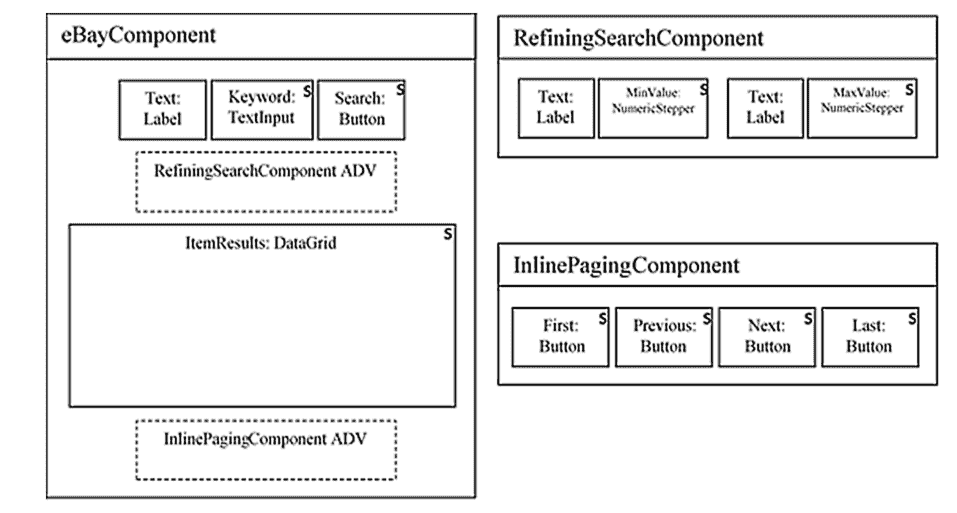 eBayComponent
Text: Label
Keyword: TextInput S
Search: Button S
RefiningSearchComponent ADV
ItemResults: DataGrid S
InlinePagingComponent ADV
RefiningSearchComponent
Text: Label
MinValue: NumericStepper S
Text: Label
MaxValue: NumericStepper S
InlinePagingComponent
First: Button S
Previous: Button S
Next: Button S
Last: Button S